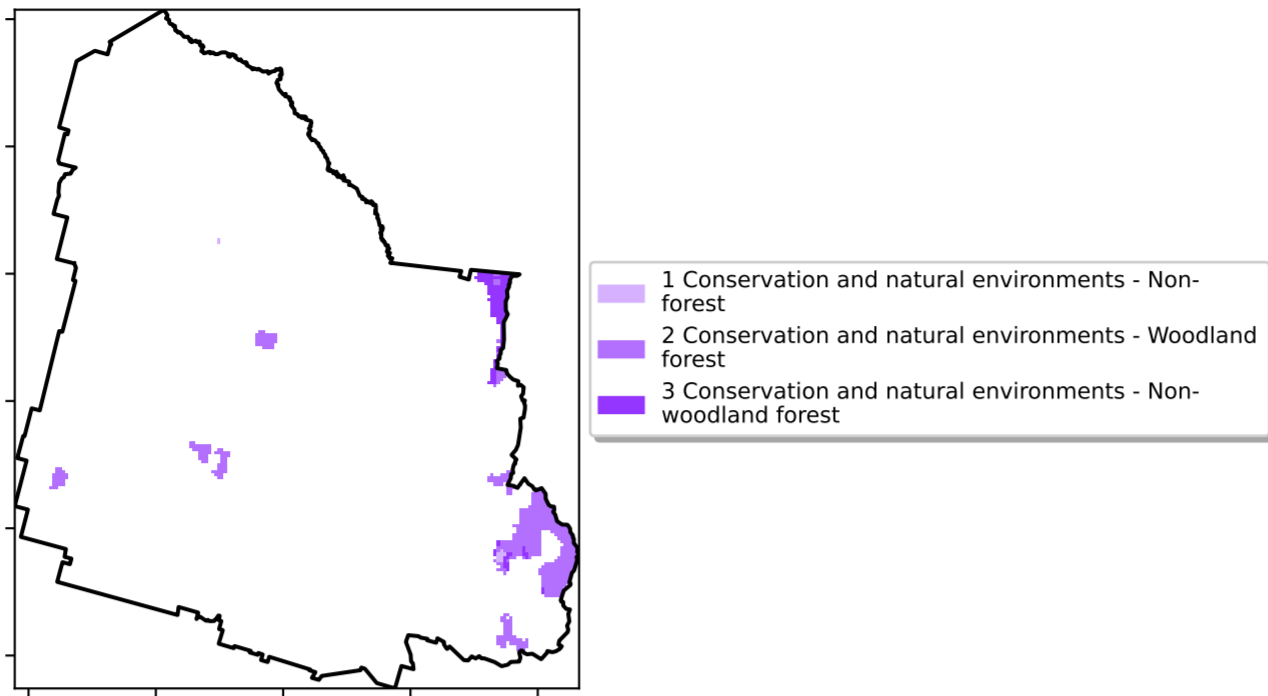 1 Conservation and natural environments - Non-
forest
2 Conservation and natural environments - Woodland
forest
3 Conservation and natural environments - Non-
woodland forest